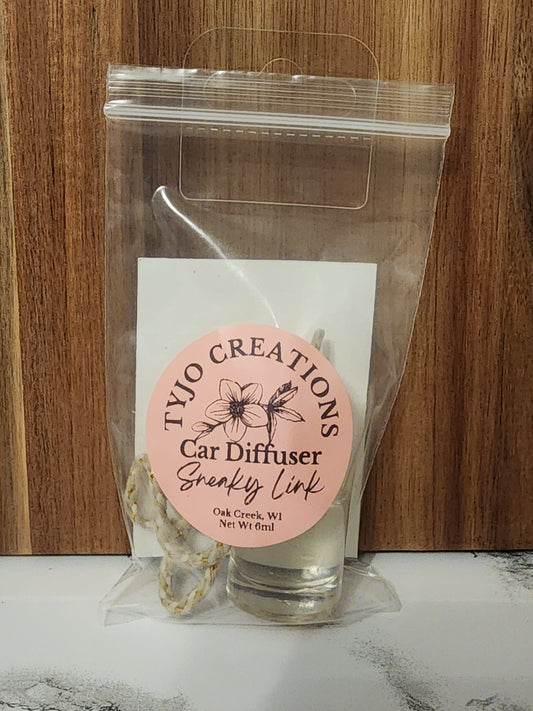 TYJO CREATIONS
Car Diffuser
Sneaky Link
Oak Creek, WI
Net Wt 6ml